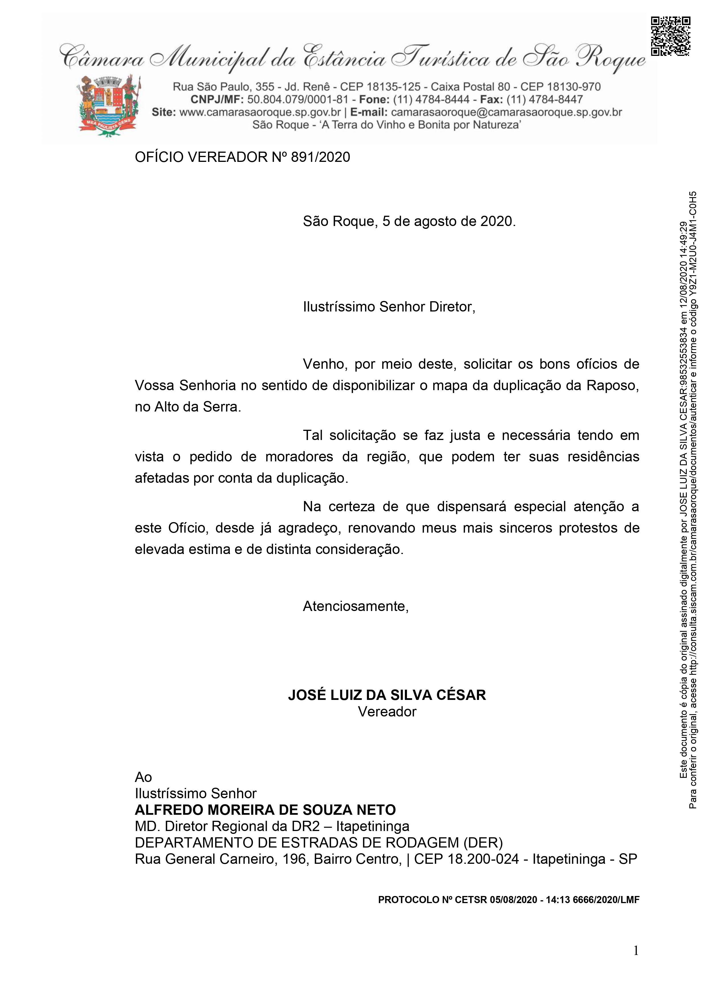 Câmara Municipal da Estância Turística de São Roque
Rua São Paulo, 355 - Jd. Renê - CEP 18135-125 - Caixa Postal 80 - CEP 18130-970
CNPJ/MF: 50.804.079/0001-81 - Fone: (11) 4784-8444 - Fax: (11) 4784-8447
Site: www.camarasaoroque.sp.gov.br | E-mail: camarasaoroque@camarasaoroque.sp.gov.br
São Roque - ‘A Terra do Vinho e Bonita por Natureza’
MEA PAULISTA GENS
OFÍCIO VEREADOR Nº 891/2020
São Roque, 5 de agosto de 2020.
Ilustríssimo Senhor Diretor,
Venho, por meio deste, solicitar os bons ofícios de
Vossa Senhoria no sentido de disponibilizar o mapa da duplicação da Raposo,
no Alto da Serra.
Tal solicitação se faz justa e necessária tendo em
vista o pedido de moradores da região, que podem ter suas residências
afetadas por conta da duplicação.
Na certeza de que dispensará especial atenção a
este Ofício, desde já agradeço, renovando meus mais sinceros protestos de
elevada estima e de distinta consideração.
Atenciosamente,
JOSÉ LUIZ DA SILVA CÉSAR
Vereador
Ao
Ilustríssimo Senhor
ALFREDO MOREIRA DE SOUZA NETO
MD. Diretor Regional da DR2 – Itapetininga
DEPARTAMENTO DE ESTRADAS DE RODAGEM (DER)
Rua General Carneiro, 196, Bairro Centro, | CEP 18.200-024 - Itapetininga - SP
PROTOCOLO Nº CETSR 05/08/2020 - 14:13 6666/2020/LMF
1
Este documento é cópia do original assinado digitalmente por JOSE LUIZ DA SILVA CESAR:98532553834 em 12/08/2020 14:49:29
Para conferir o original, acesse http://consulta.siscam.com.br/camarasaoroque/documentos/autenticar e informe o código Y9Z1-M2U0-J4M1-C0H5